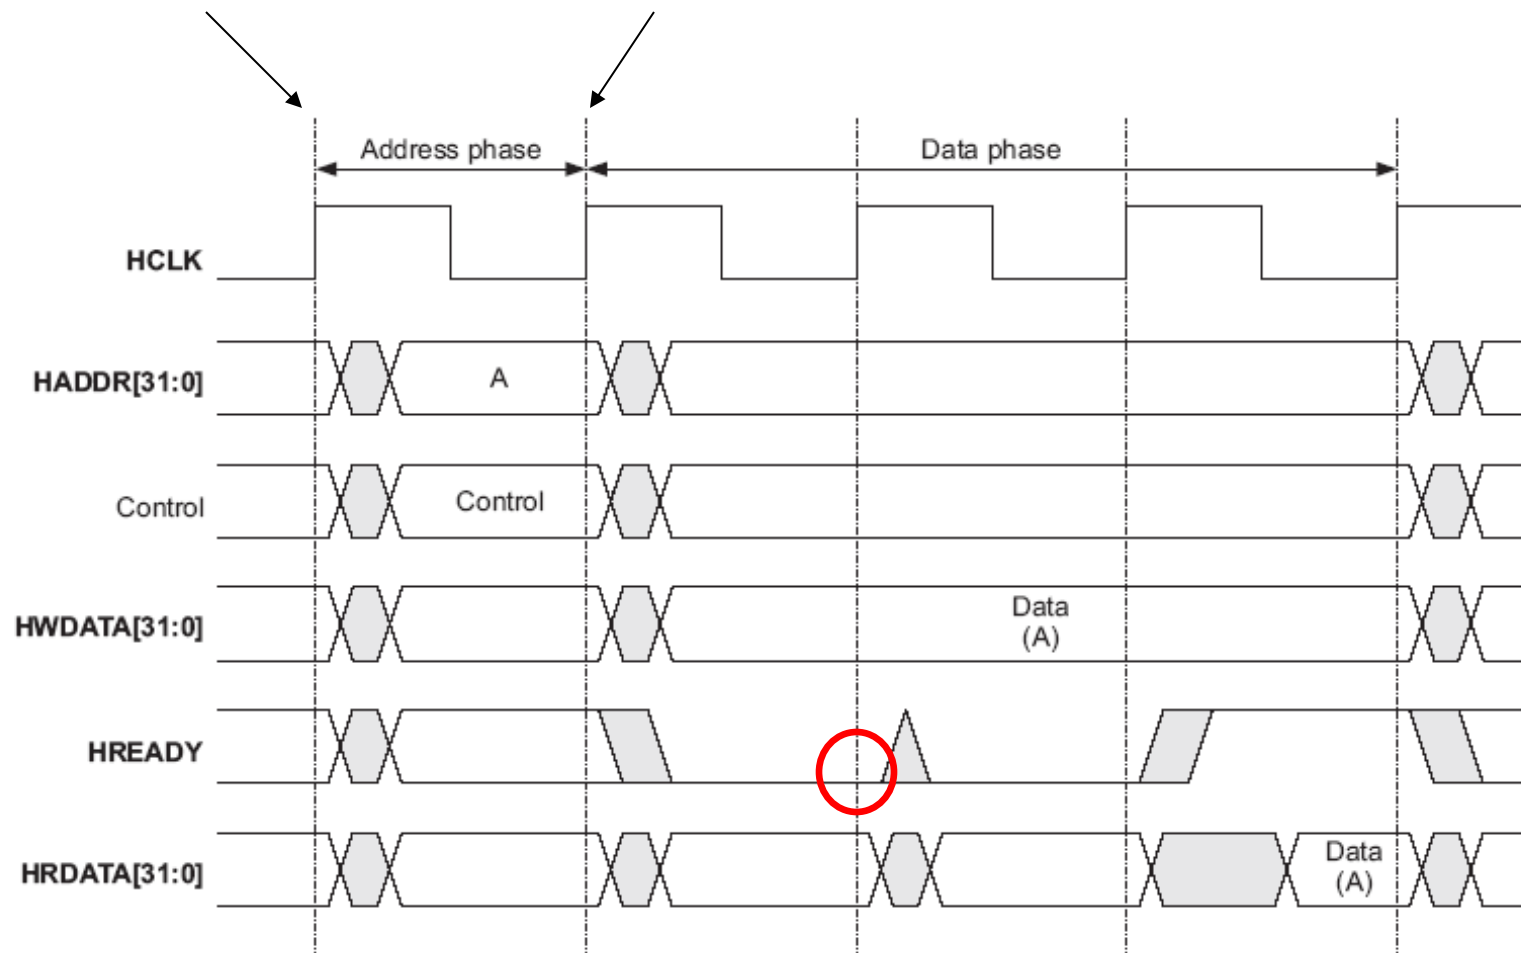 Address phase
Data phase
HCLK
HADDR[31:0]
A
Control
Control
HWDATA[31:0]
Data
(A)
HREADY
HRDATA[31:0]
Data
(A)